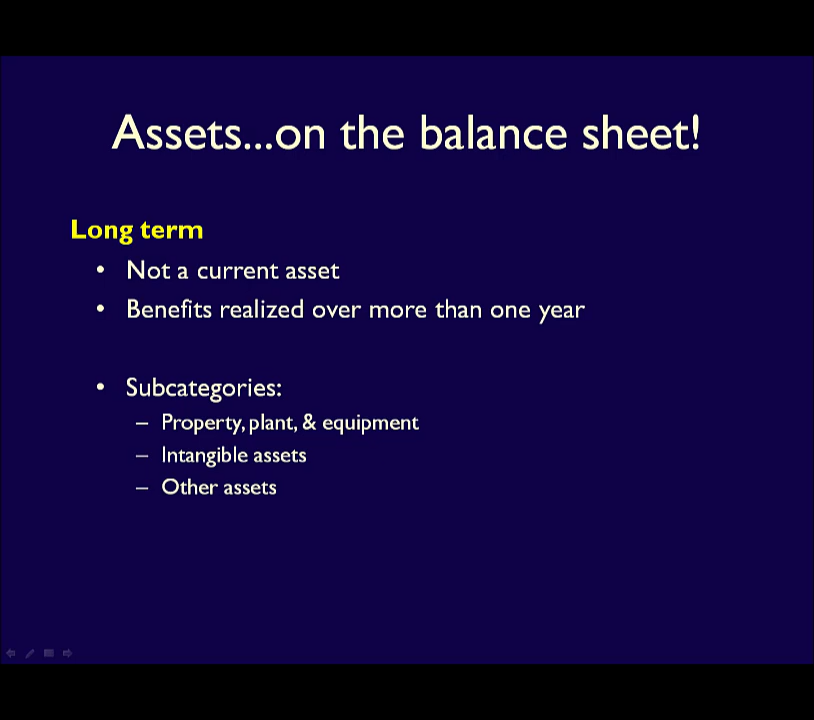 Assets...on the balance sheet!
Long term
• Not a current asset
• Benefits realized over more than one year
• Subcategories:
– Property, plant, & equipment
– Intangible assets
– Other assets